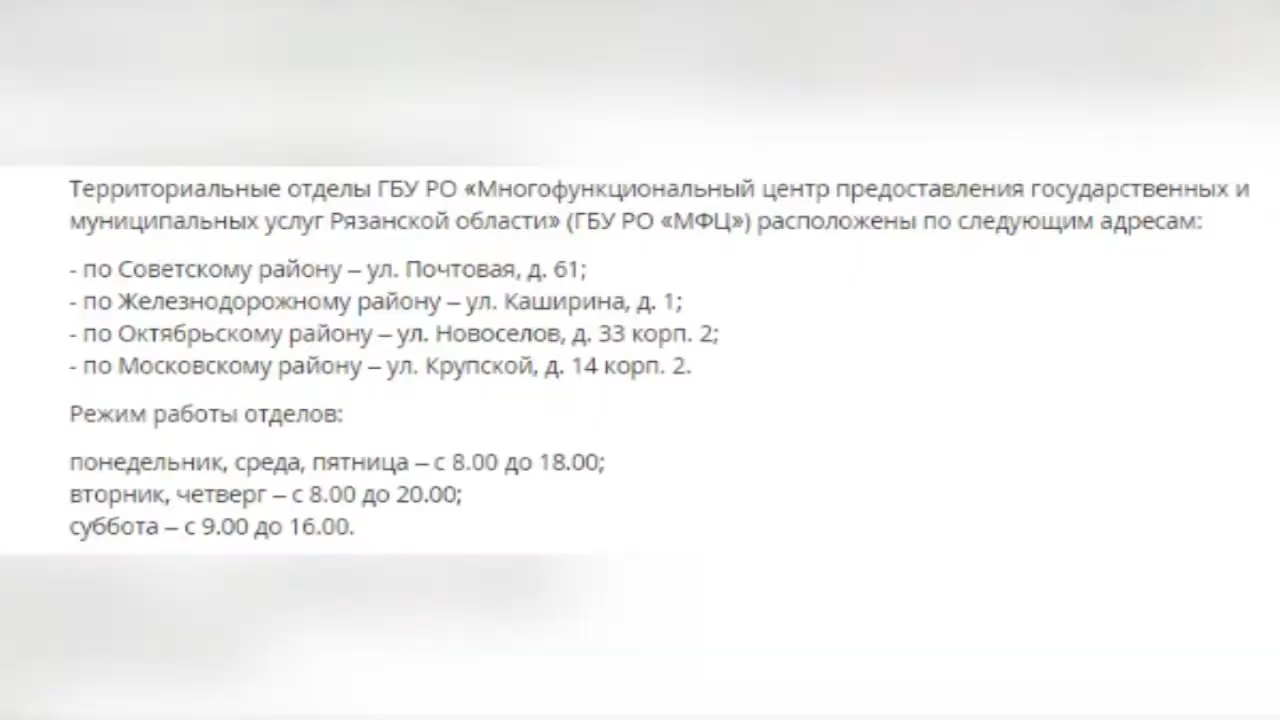 Территориальные отделы ГБУ РО «Многофункциональный центр предоставления государственных и
муниципальных услуг Рязанской области» (ГБУ РО «МФЦ») расположены по следующим адресам:
- по Советскому району – ул. Почтовая, д. 61;
- по Железнодорожному району – ул. Каширина, д. 1;
- по Октябрьскому району – ул. Новоселов, д. 33 корп. 2;
- по Московскому району – ул. Крупской, д. 14 корп. 2.
Режим работы отделов:
понедельник, среда, пятница – с 8.00 до 18.00;
вторник, четверг – с 8.00 до 20.00;
суббота – с 9.00 до 16.00.